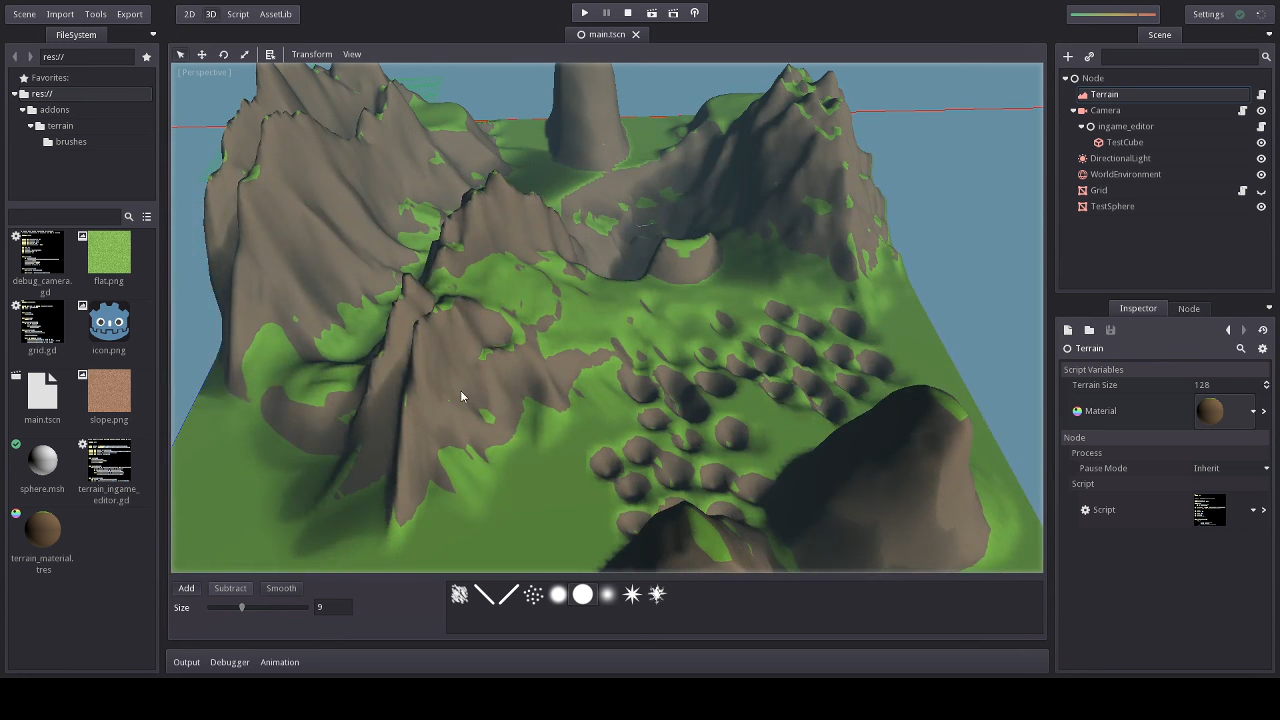 Scene Import Tools Export
2D 3D Script AssetLib
Settings
FileSystem
main.tscn
Scene
res://
Transform View
[ Perspective ]
Favorites:
res://
addons
terrain
brushes
debug_camera.
gd
flat.png
grid.gd
icon.png
main.tscn
slope.png
sphere.msh
terrain_ingame_
editor.gd
terrain_material.
tres
Add Subtract Smooth
Size 9
Output Debugger Animation
Node
Terrain
Camera
ingame_editor
TestCube
DirectionalLight
WorldEnvironment
Grid
TestSphere
Inspector Node
Terrain
Script Variables
Terrain Size 128
Material
Node
Process
Pause Mode Inherit
Script
Script